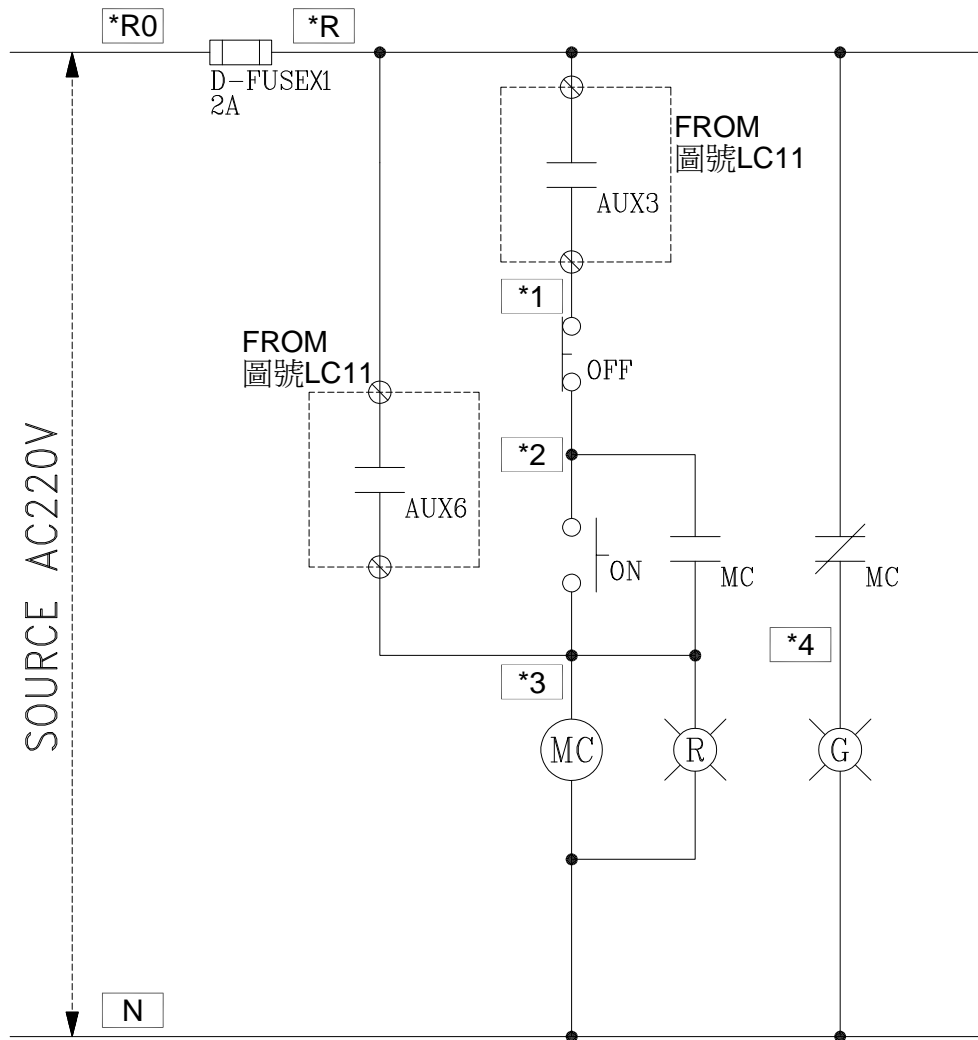 *R0
*R
D-FUSEX1
2A
FROM
圖號LC11
AUX3
*1
OFF
FROM
圖號LC11
AUX6
*2
ON
MC
MC
*4
*3
MC
R
G
SOURCE AC220V
N